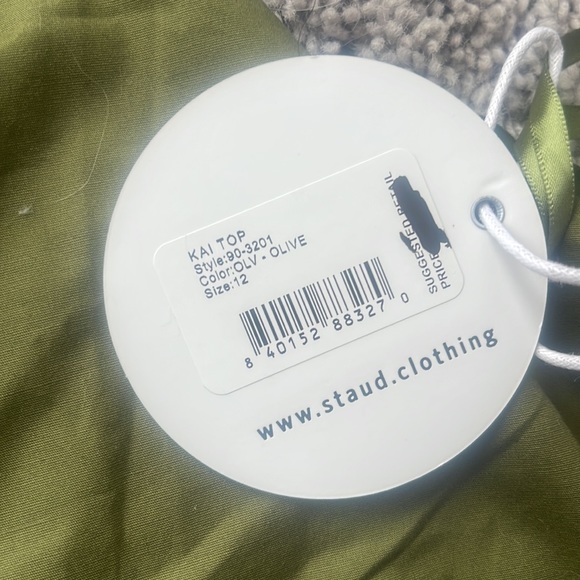 KAI TOP
Style:90-3201
Color:OLV - OLIVE
Size:12
SUGGESTED RETAIL
PRICE
8 40152 88327 0
www.staud.clothing